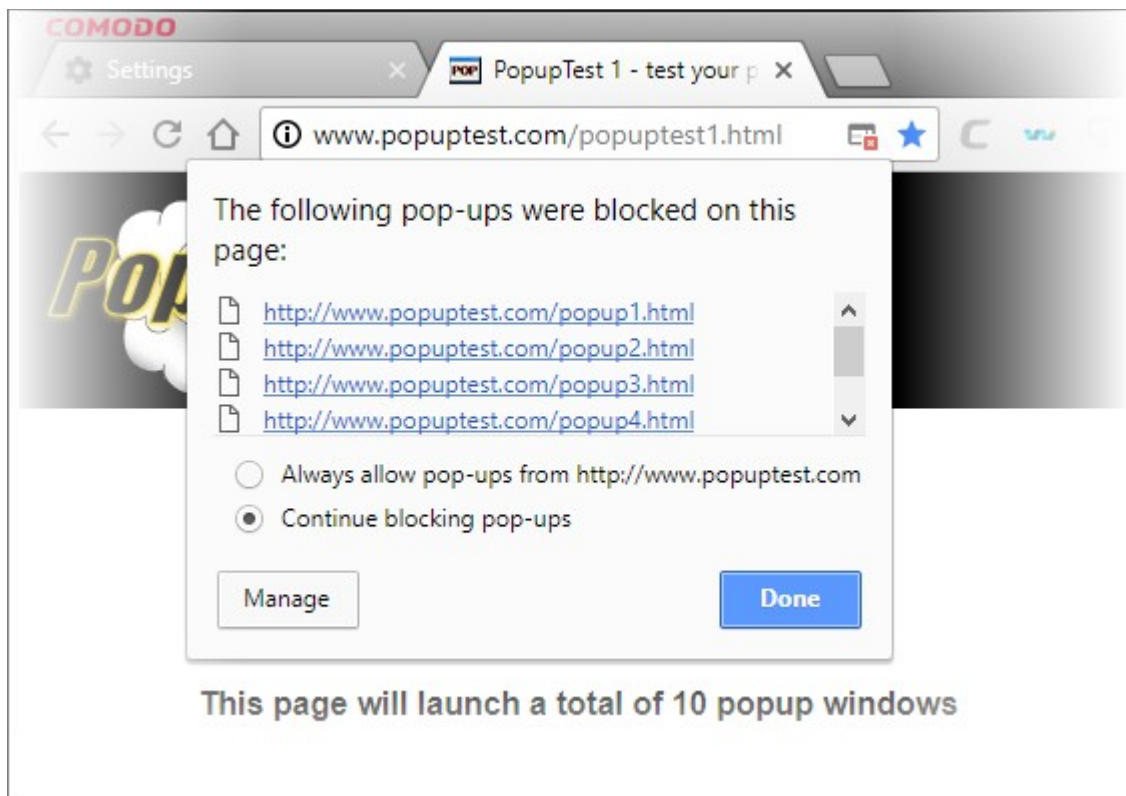 COMODO
Settings
PopupTest 1 - test your p
www.popuptest.com/popuptest1.html
The following pop-ups were blocked on this
page:
Pop
http://www.popuptest.com/popup1.html
http://www.popuptest.com/popup2.html
http://www.popuptest.com/popup3.html
http://www.popuptest.com/popup4.html
Always allow pop-ups from http://www.popuptest.com
Continue blocking pop-ups
Manage
Done
This page will launch a total of 10 popup windows